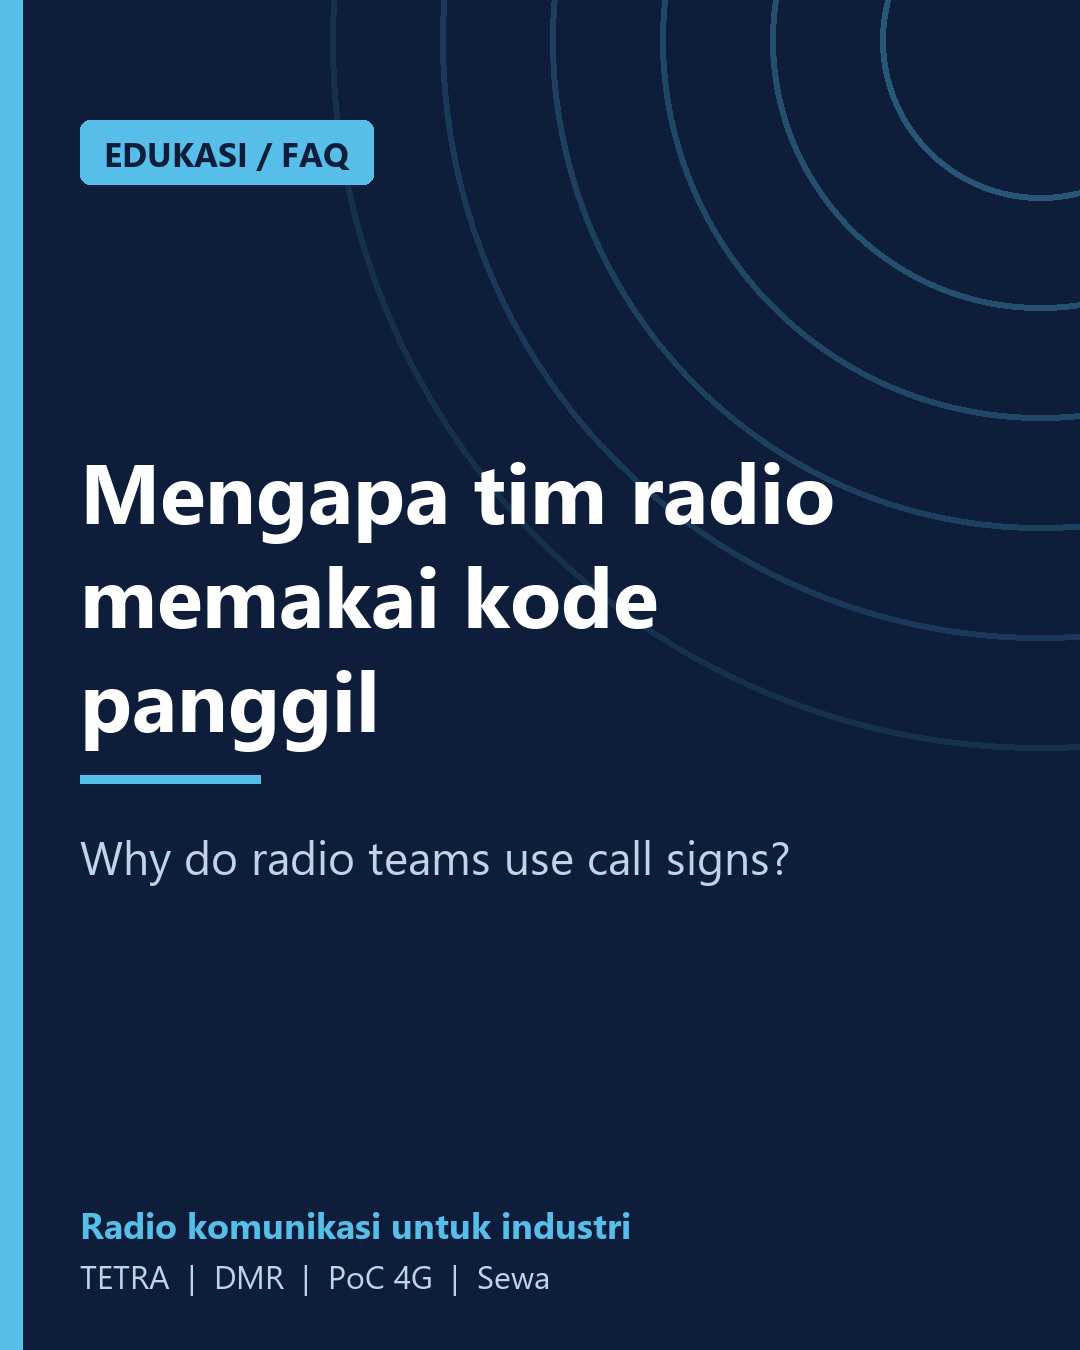 EDUKASI / FAQ
Mengapa tim radio
memakai kode
panggil
Why do radio teams use call signs?
Radio komunikasi untuk industri
TETRA | DMR | PoC 4G | Sewa